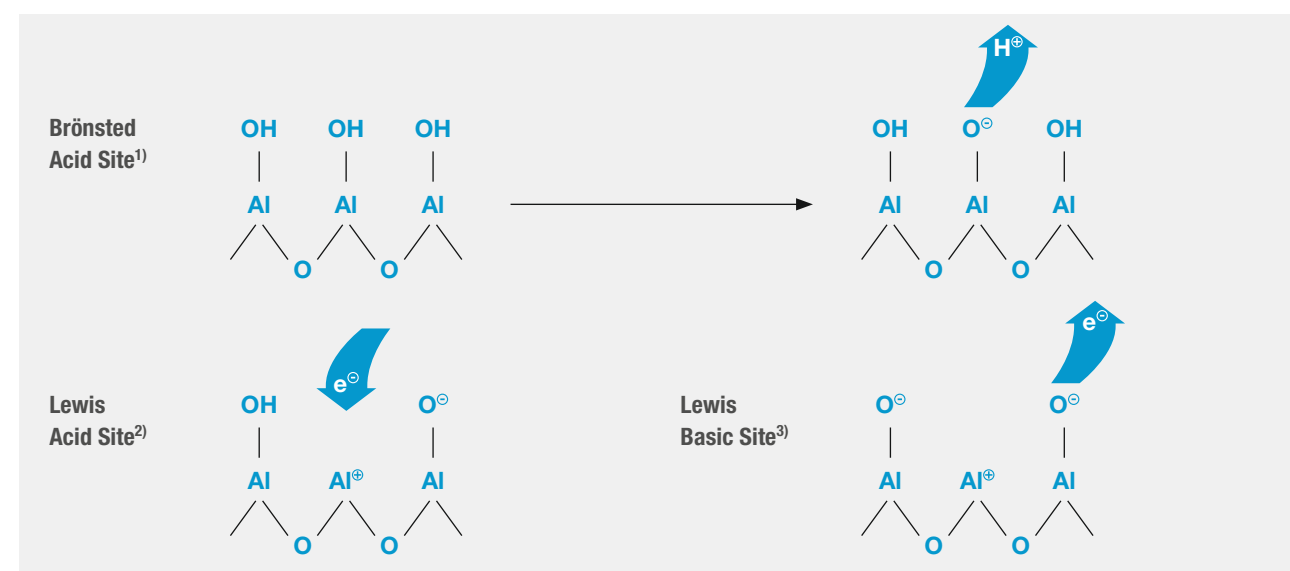 H⊕
Brönsted
Acid Site1)
OH OH OH
OH O⊖ OH
Al Al Al
Al Al Al
O O
O O
e⊖
e⊖
Lewis
Acid Site2)
OH O⊖
Lewis
Basic Site3)
O⊖ O⊖
Al Al⊕ Al
Al Al⊕ Al
O O
O O